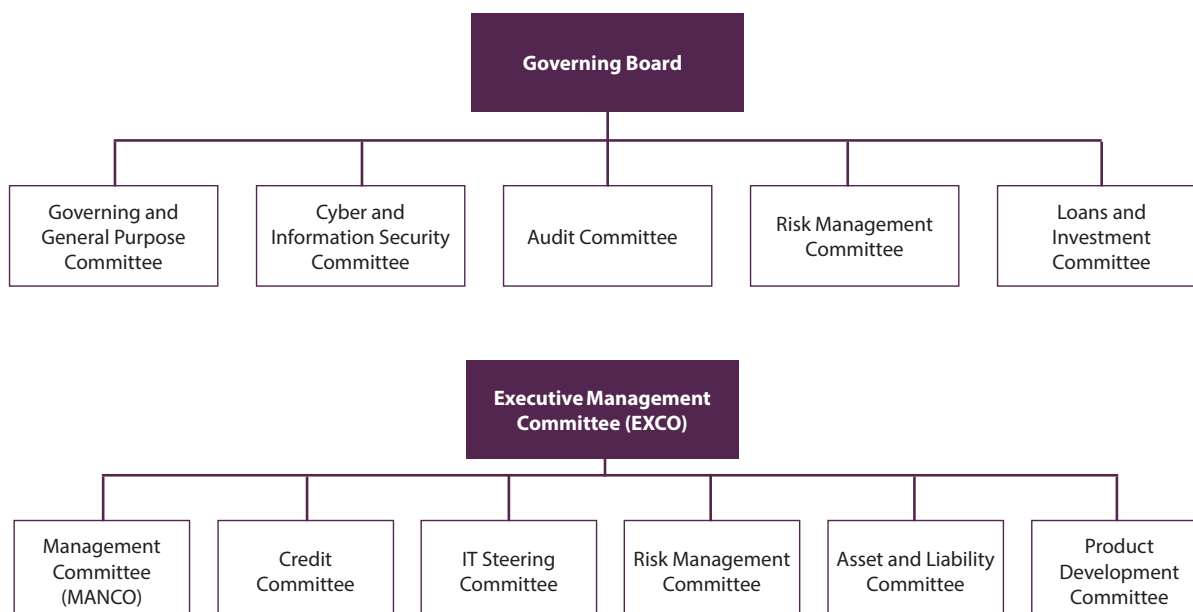 Governing Board
Governing and
General Purpose
Committee
Cyber and
Information Security
Committee
Audit Committee
Risk Management
Committee
Loans and
Investment
Committee
Executive Management
Committee (EXCO)
Management
Committee
(MANCO)
Credit
Committee
IT Steering
Committee
Risk Management
Committee
Asset and Liability
Committee
Product
Development
Committee